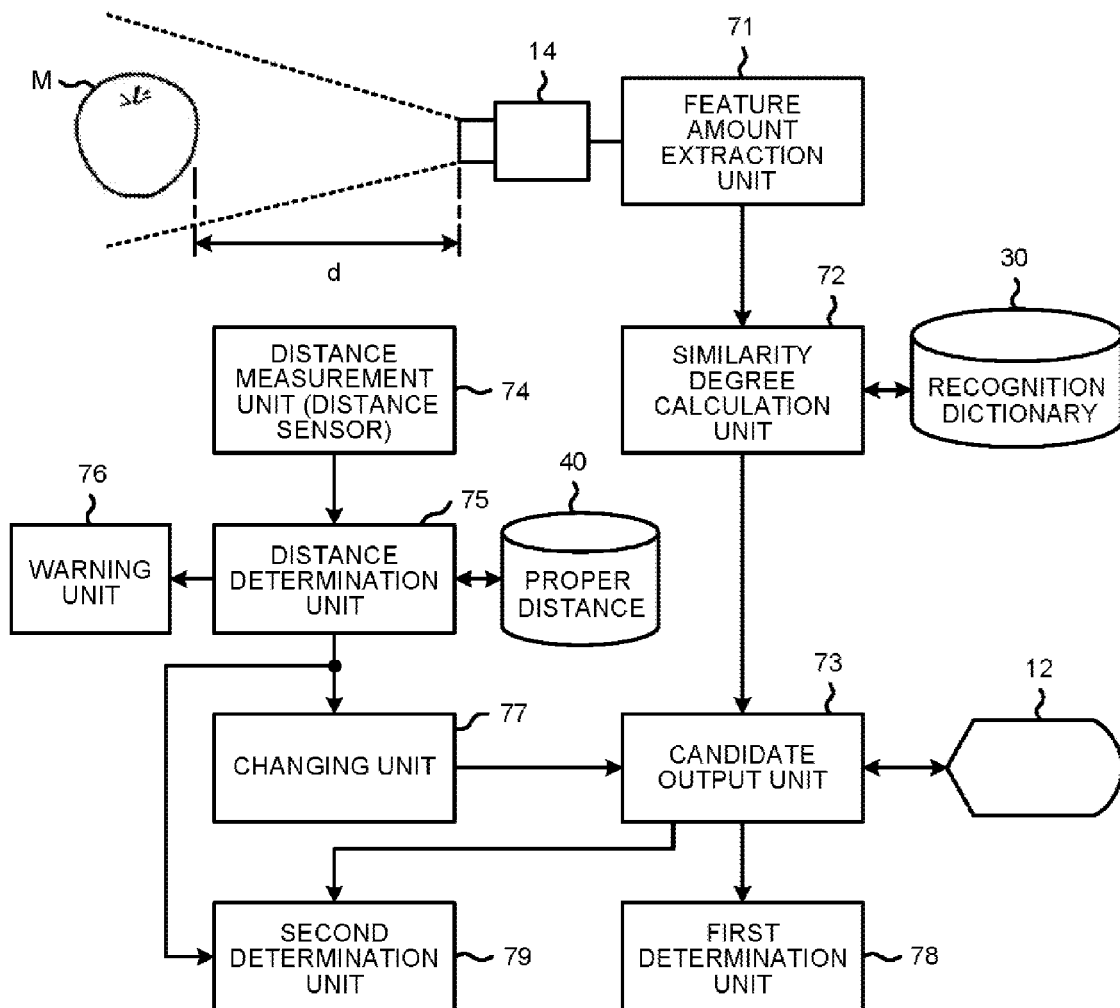 71
14
M
FEATURE
AMOUNT
EXTRACTION
UNIT
d
72
30
DISTANCE
MEASUREMENT
UNIT (DISTANCE
SENSOR)
74
SIMILARITY
DEGREE
CALCULATION
UNIT
RECOGNITION
DICTIONARY
76
75
40
WARNING
UNIT
DISTANCE
DETERMINATION
UNIT
PROPER
DISTANCE
77
73
12
CHANGING UNIT
CANDIDATE
OUTPUT UNIT
SECOND
DETERMINATION
UNIT
79
FIRST
DETERMINATION
UNIT
78